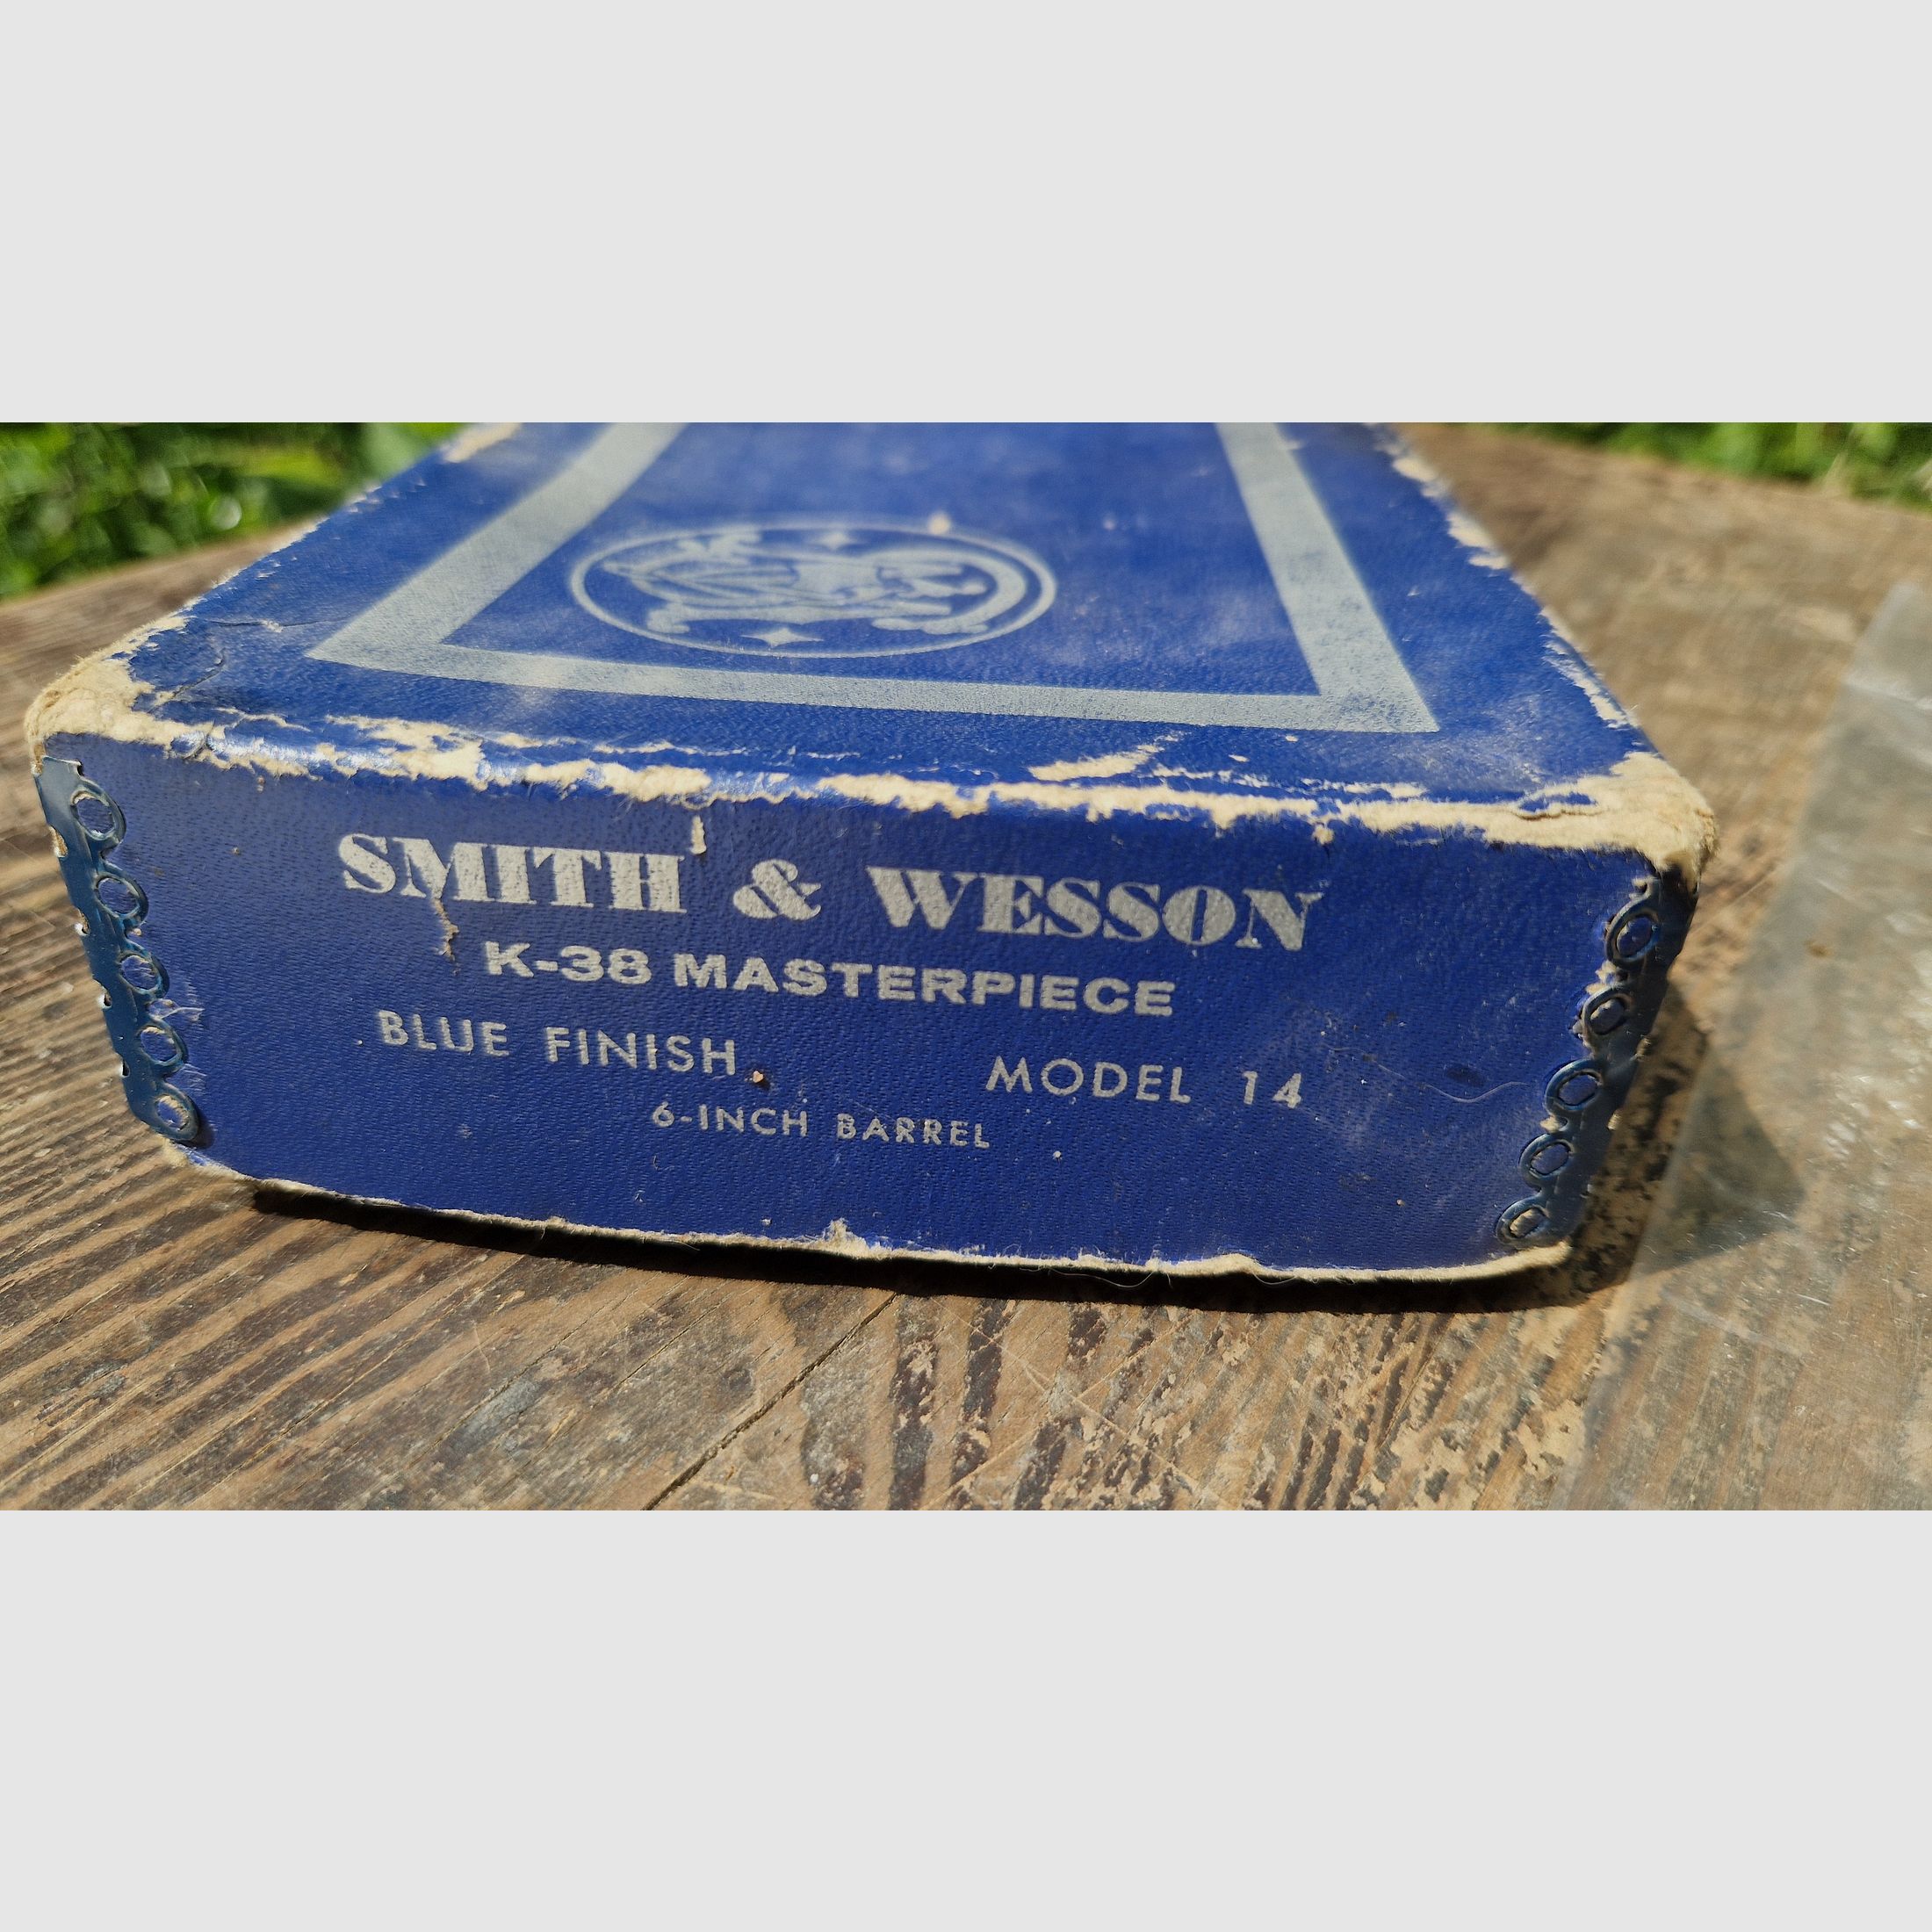 SMITH & WESSON
K-38 MASTERPIECE
BLUE FINISH MODEL 14
6-INCH BARREL